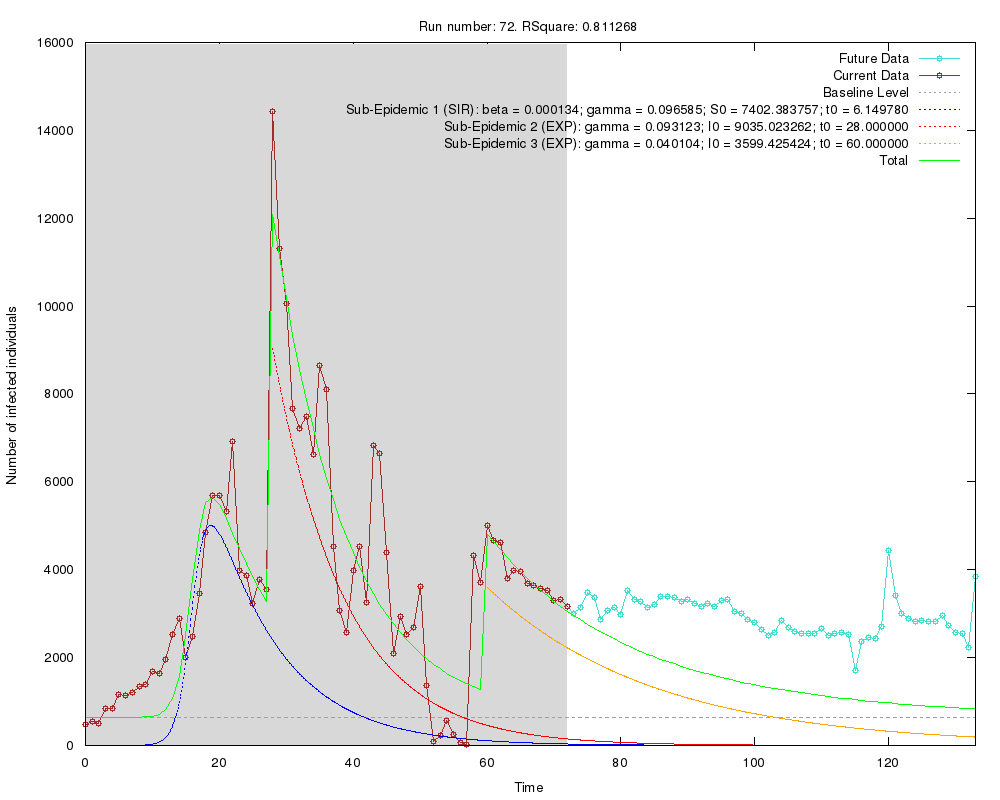 Run number: 72. RSquare: 0.811268
16000
14000
12000
10000
8000
6000
4000
2000
0
Number of infected individuals
Future Data
Current Data
Baseline Level
Sub-Epidemic 1 (SIR): beta = 0.000134; gamma = 0.096585; S0 = 7402.383757; t0 = 6.149780
Sub-Epidemic 2 (EXP): gamma = 0.093123; I0 = 9035.023262; t0 = 28.000000
Sub-Epidemic 3 (EXP): gamma = 0.040104; I0 = 3599.425424; t0 = 60.000000
Total
0 20 40 60 80 100 120
Time